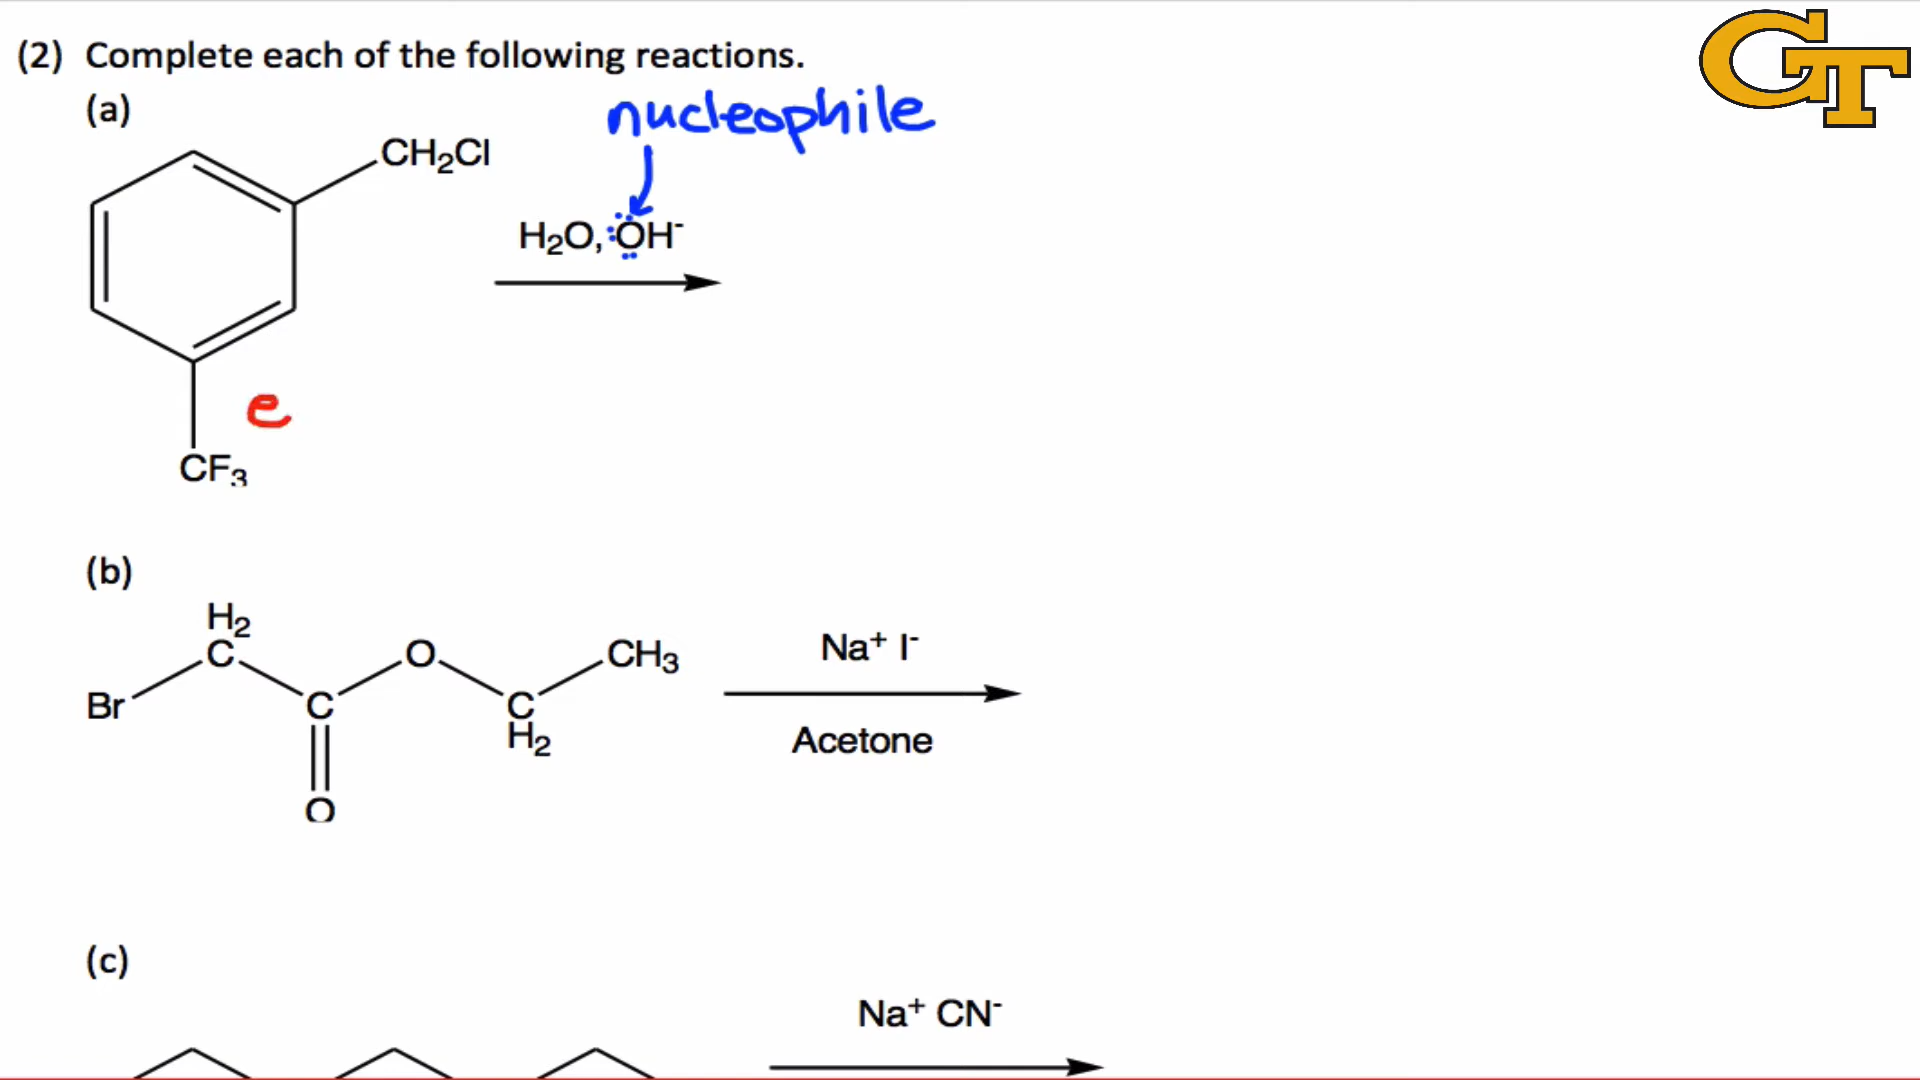 GT
(2) Complete each of the following reactions.
(a)
nucleophile
CH₂Cl
H₂O, :OH⁻
e
CF₃
(b)
H₂
C
O
CH₃
Na⁺ I⁻
Br
C
C
H₂
Acetone
O
(c)
Na⁺ CN⁻